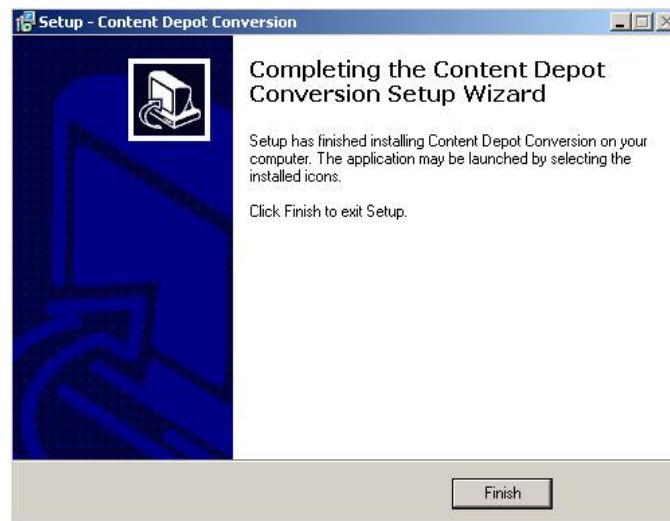 Setup - Content Depot Conversion
Completing the Content Depot
Conversion Setup Wizard
Setup has finished installing Content Depot Conversion on your
computer. The application may be launched by selecting the
installed icons.
Click Finish to exit Setup.
Finish